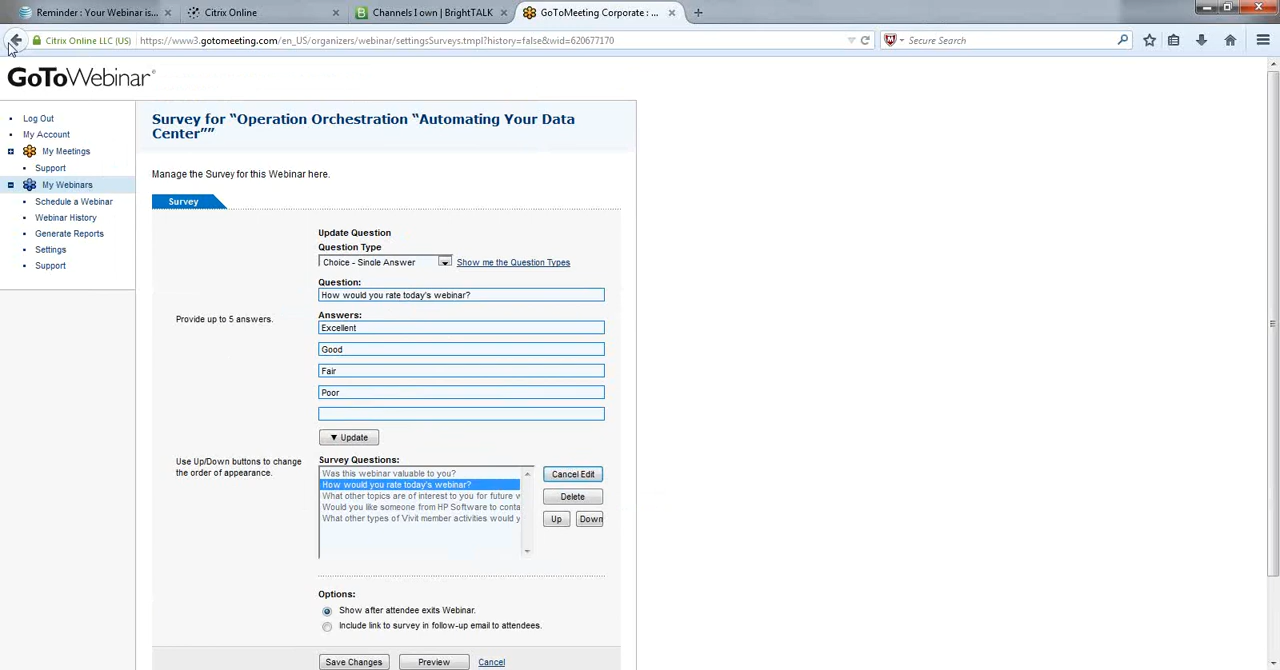 Reminder : Your Webinar is...
Citrix Online
Channels I own | BrightTALK
GoToMeeting Corporate : ...
Citrix Online LLC (US)
https://www3.gotomeeting.com/en_US/organizers/webinar/settingsSurveys.tmpl?history=false&wid=620677170
Secure Search
GoToWebinar
Log Out
My Account
My Meetings
Support
My Webinars
Schedule a Webinar
Webinar History
Generate Reports
Settings
Support
Survey for “Operation Orchestration “Automating Your Data
Center””
Manage the Survey for this Webinar here.
Survey
Update Question
Question Type
Choice - Single Answer
Show me the Question Types
Question:
How would you rate today's webinar?
Provide up to 5 answers.
Answers:
Excellent
Good
Fair
Poor
▼ Update
Use Up/Down buttons to change
the order of appearance.
Survey Questions:
Was this webinar valuable to you?
How would you rate today's webinar?
What other topics are of interest to you for future w
Would you like someone from HP Software to conta
What other types of Vivit member activities would y
Cancel Edit
Delete
Up
Down
Options:
Show after attendee exits Webinar.
Include link to survey in follow-up email to attendees.
Save Changes
Preview
Cancel